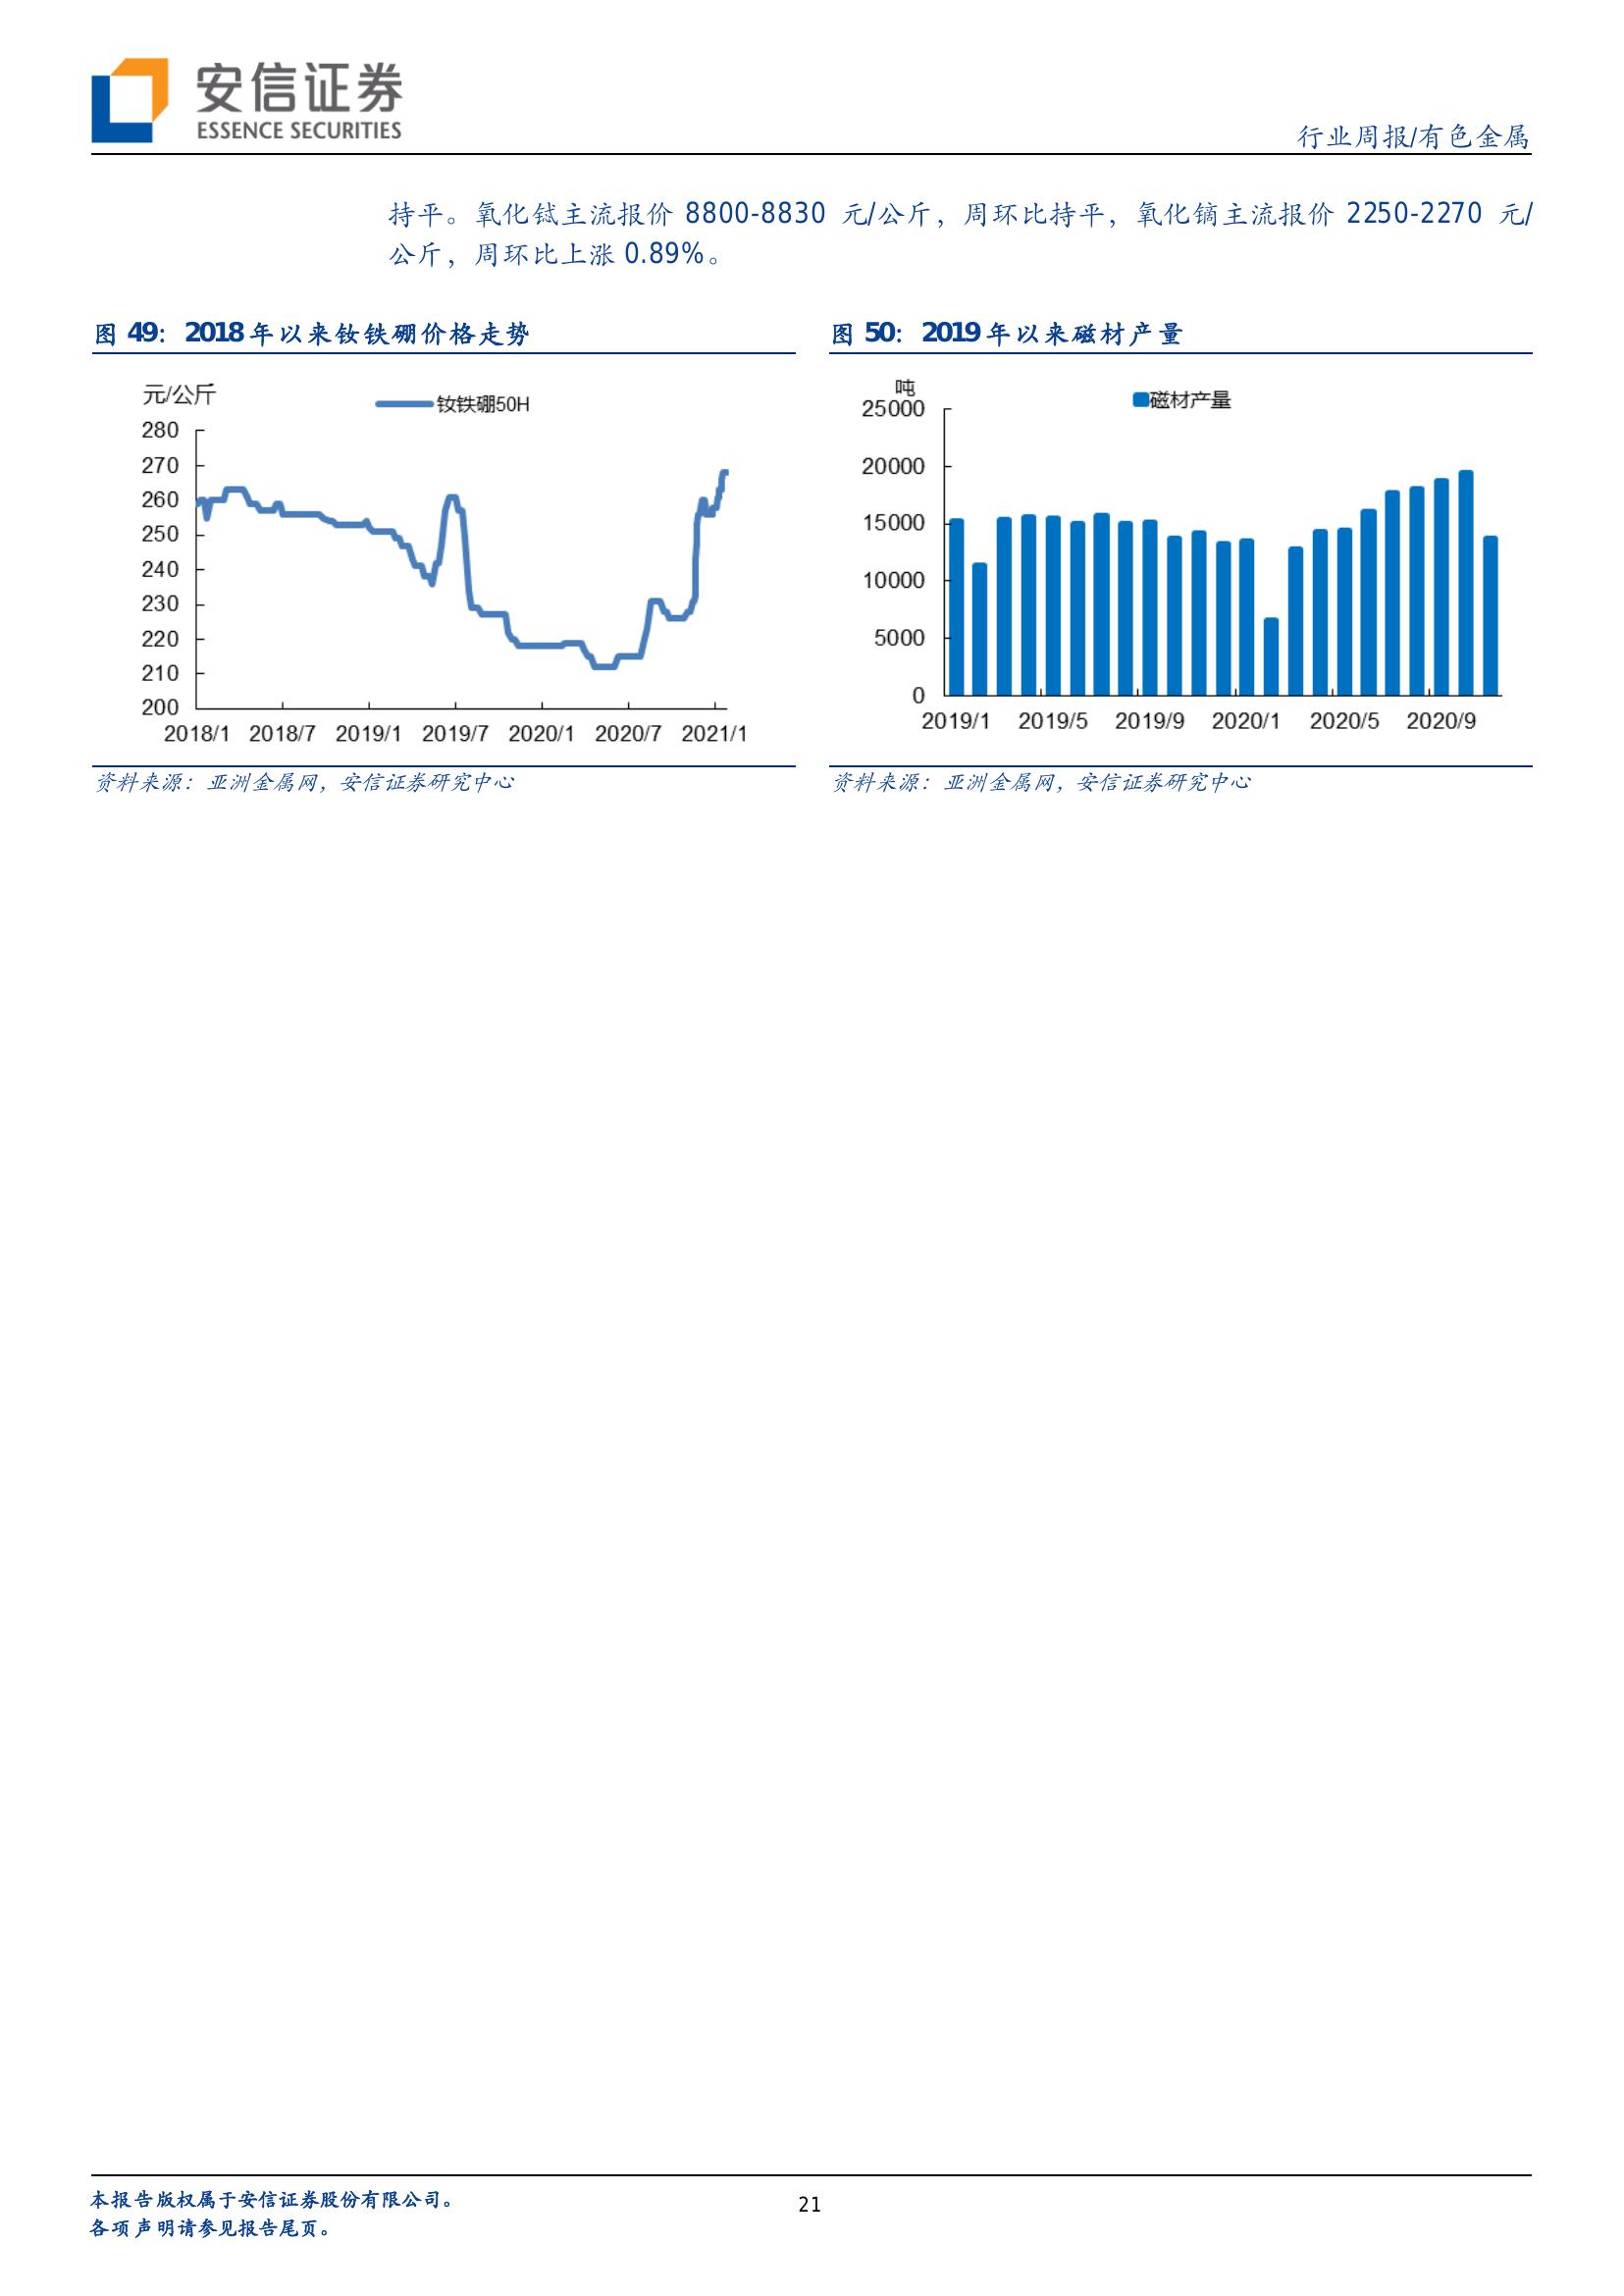 安信证券
ESSENCE SECURITIES
行业周报/有色金属
持平。氧化铽主流报价 8800-8830 元/公斤，周环比持平，氧化镝主流报价 2250-2270 元/
公斤，周环比上涨 0.89%。
图 49：2018 年以来钕铁硼价格走势
元/公斤
钕铁硼50H
280
270
260
250
240
230
220
210
200
2018/1 2018/7 2019/1 2019/7 2020/1 2020/7 2021/1
资料来源：亚洲金属网，安信证券研究中心
图 50：2019 年以来磁材产量
吨
磁材产量
25000
20000
15000
10000
5000
0
2019/1 2019/5 2019/9 2020/1 2020/5 2020/9
资料来源：亚洲金属网，安信证券研究中心
本报告版权属于安信证券股份有限公司。
各项声明请参见报告尾页。
21